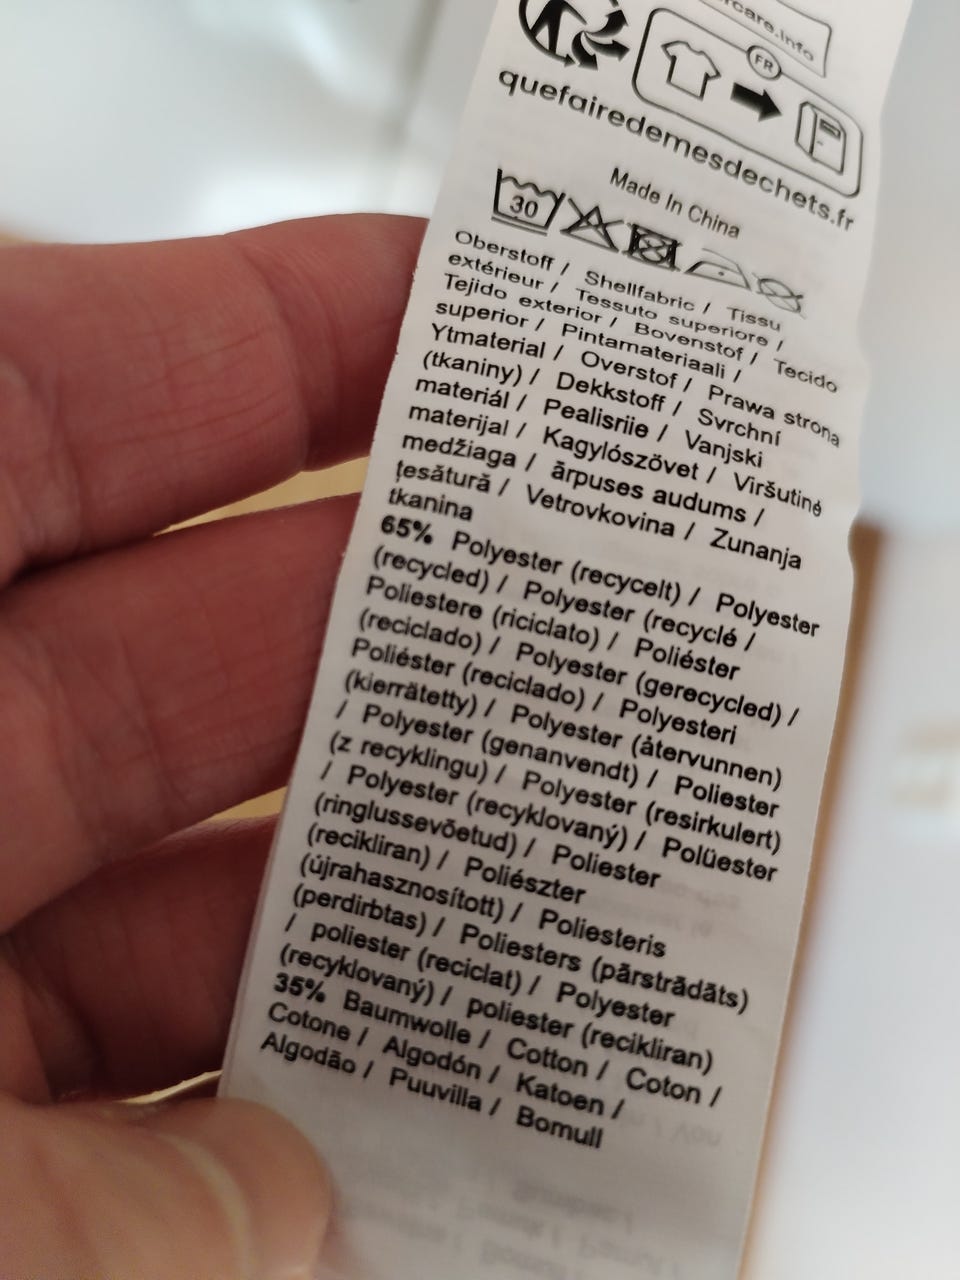 rcare.info
FR
quefairedemesdechets.fr
Made In China
30
Oberstoff / Shellfabric / Tissu
extérieur / Tessuto superiore /
Tejido exterior / Bovenstof / Tecido
superior / Pintamateriaali /
Ytmaterial / Overstof / Prawa strona
(tkaniny) / Dekkstoff / Svrchní
materiál / Pealisriie / Vanjski
materijal / Kagylószövet / Viršutinė
medžiaga / ārpuses audums /
țesătură / Vetrovkovina / Zunanja
tkanina
65% Polyester (recycelt) / Polyester
(recycled) / Polyester (recyclé /
Poliestere (riciclato) / Poliéster
(reciclado) / Polyester (gerecycled) /
Poliéster (reciclado) / Polyesteri
(kierrätetty) / Polyester (återvunnen)
/ Polyester (genanvendt) / Poliester
(z recyklingu) / Polyester (resirkulert)
/ Polyester (recyklovaný) / Polüester
(ringlussevõetud) / Poliester
(recikliran) / Poliészter
(újrahasznosított) / Poliesteris
(perdirbtas) / Poliesters (pārstrādāts)
/ poliester (reciclat) / Polyester
(recyklovaný) / poliester (recikliran)
35% Baumwolle / Cotton / Coton /
Cotone / Algodón / Katoen /
Algodão / Puuvilla / Bomull